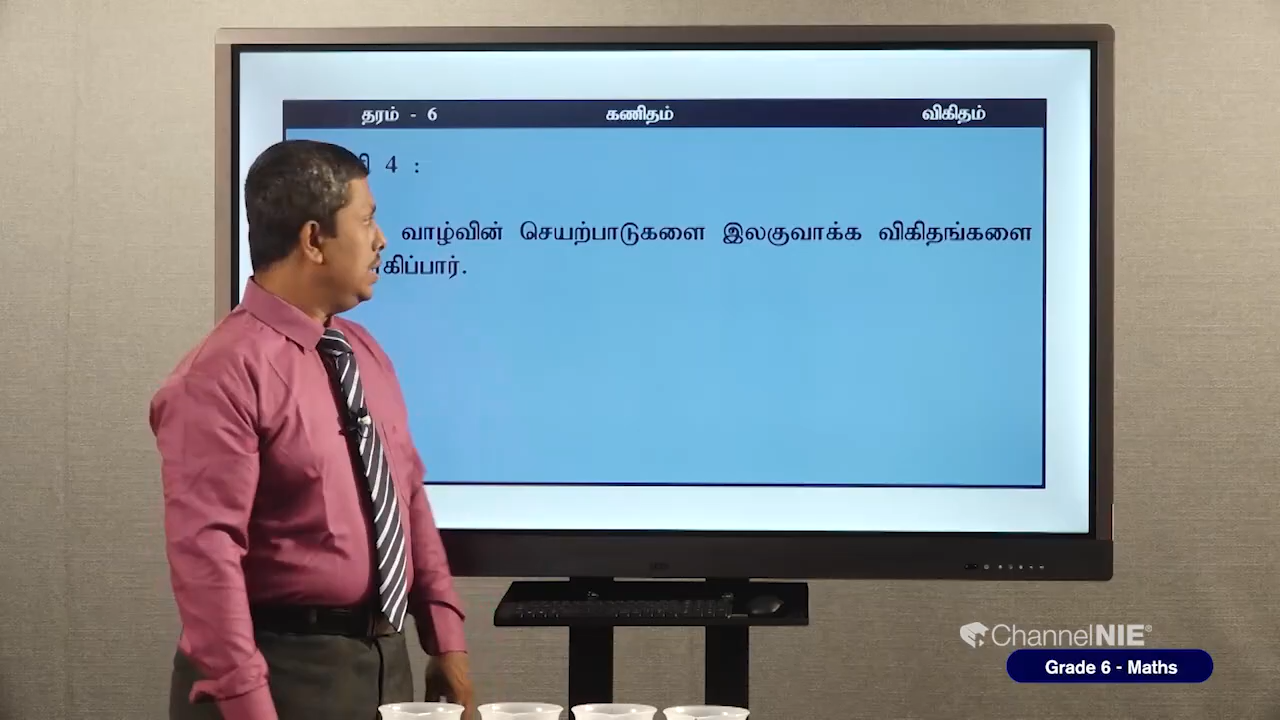 தரம் - 6 கணிதம் விகிதம்
4 :
வாழ்வின் செயற்பாடுகளை இலகுவாக்க விகிதங்களை
கிப்பார்.
ChannelNIE®
Grade 6 - Maths